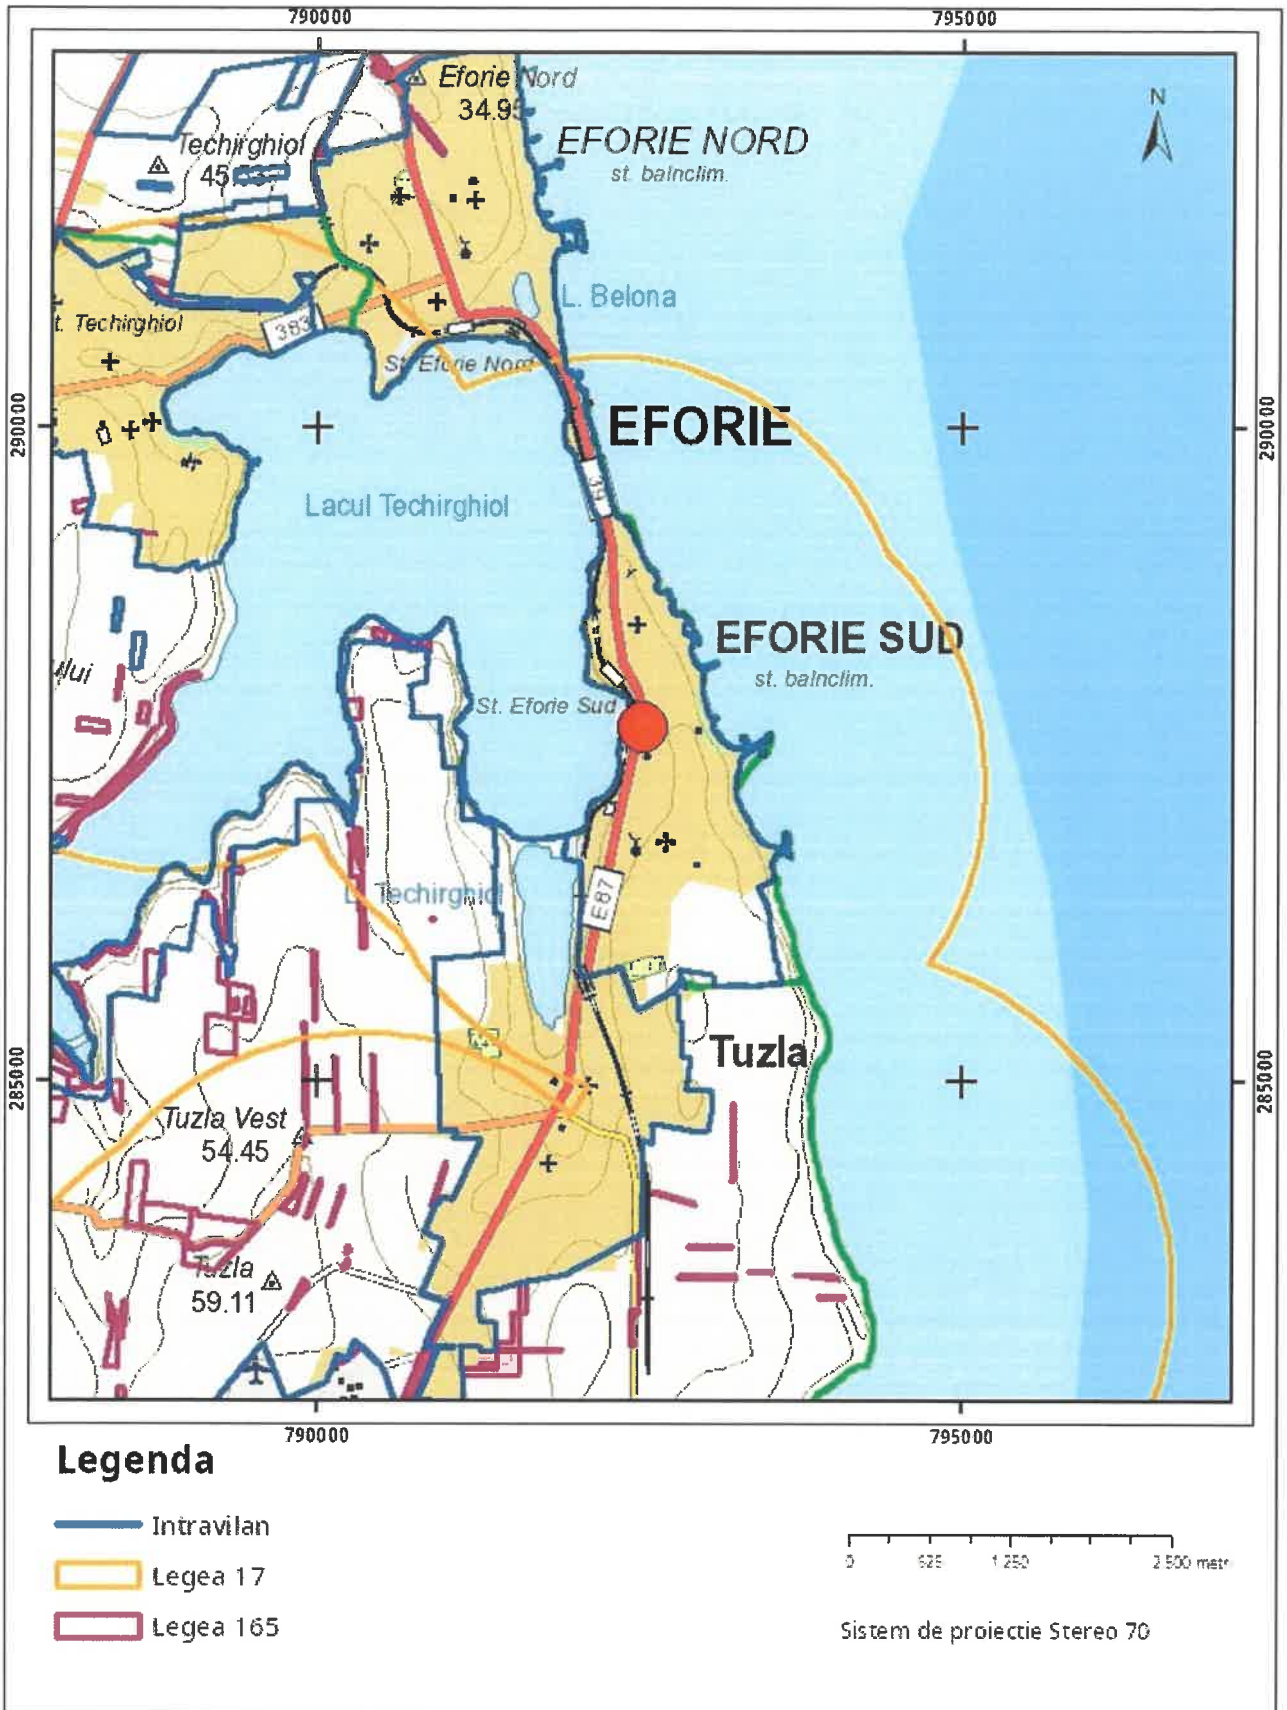 790000
795000
Eforie Nord
34.95
EFORIE NORD
st. balnclim.
N
Techirghiol
L. Belona
t. Techirghiol
383
St. Eforie Nord
290000
EFORIE
290000
39
Lacul Techirghiol
EFORIE SUD
st. balnclim.
ului
St. Eforie Sud
L. Techirghiol
E87
Tuzla
285000
285000
Tuzla Vest
54.45
Tuzla
59.11
790000
795000
Legenda
Intravilan
Legea 17
Legea 165
0 625 1.250 2.500 metri
Sistem de proiectie Stereo 70